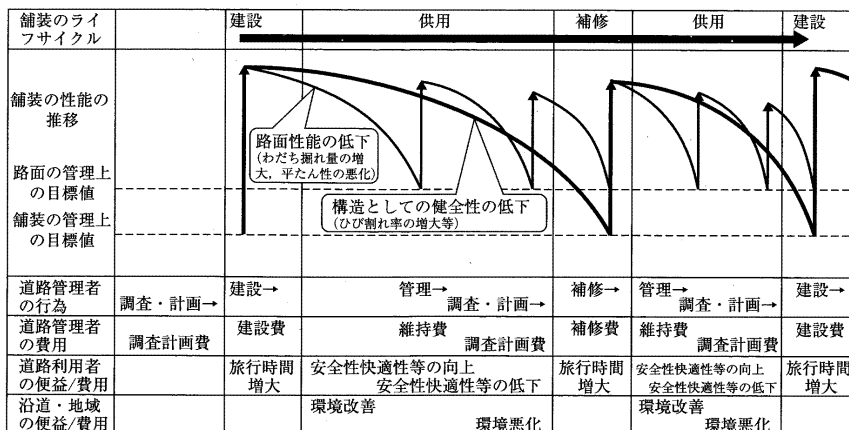 舗装のライ
フサイクル
建設
供用
補修
供用
建設
舗装の性能の
推移
路面性能の低下
(わだち掘れ量の増
大，平たん性の悪化)
構造としての健全性の低下
(ひび割れ率の増大等)
路面の管理上
の目標値
舗装の管理上
の目標値
道路管理者
の行為
調査・計画→
建設→
管理→
調査・計画→
補修→
管理→
調査・計画→
建設→
道路管理者
の費用
調査計画費
建設費
維持費
調査計画費
補修費
維持費
調査計画費
建設費
道路利用者
の便益/費用
旅行時間
増大
安全性快適性等の向上
安全性快適性等の低下
旅行時間
増大
安全性快適性等の向上
安全性快適性等の低下
旅行時間
増大
沿道・地域
の便益/費用
環境改善
環境悪化
環境改善
環境悪化